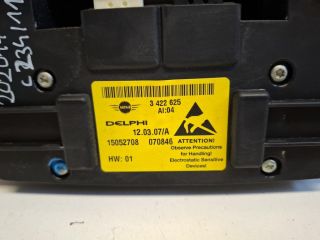 3 422 625
AI:04
DELPHI
12.03.07/A
15052708 070846
HW: 01
ATTENTION!
Observe Precautions
for Handling!
Electrostatic Sensitive
Devices!